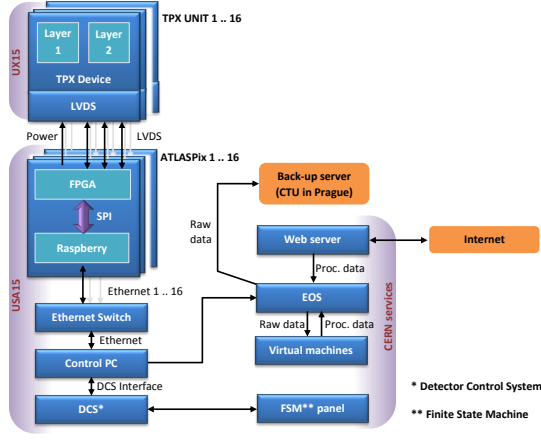 TPX UNIT 1 .. 16
UX15
Layer
1
Layer
2
TPX Device
LVDS
Power
LVDS
ATLASPix 1 .. 16
USA15
FPGA
SPI
Raspberry
Ethernet 1 .. 16
Ethernet Switch
Ethernet
Control PC
DCS Interface
DCS*
Back-up server
(CTU in Prague)
Raw
data
Web server
Internet
Proc. data
EOS
Raw data
Proc. data
Virtual machines
CERN services
FSM** panel
* Detector Control System
** Finite State Machine